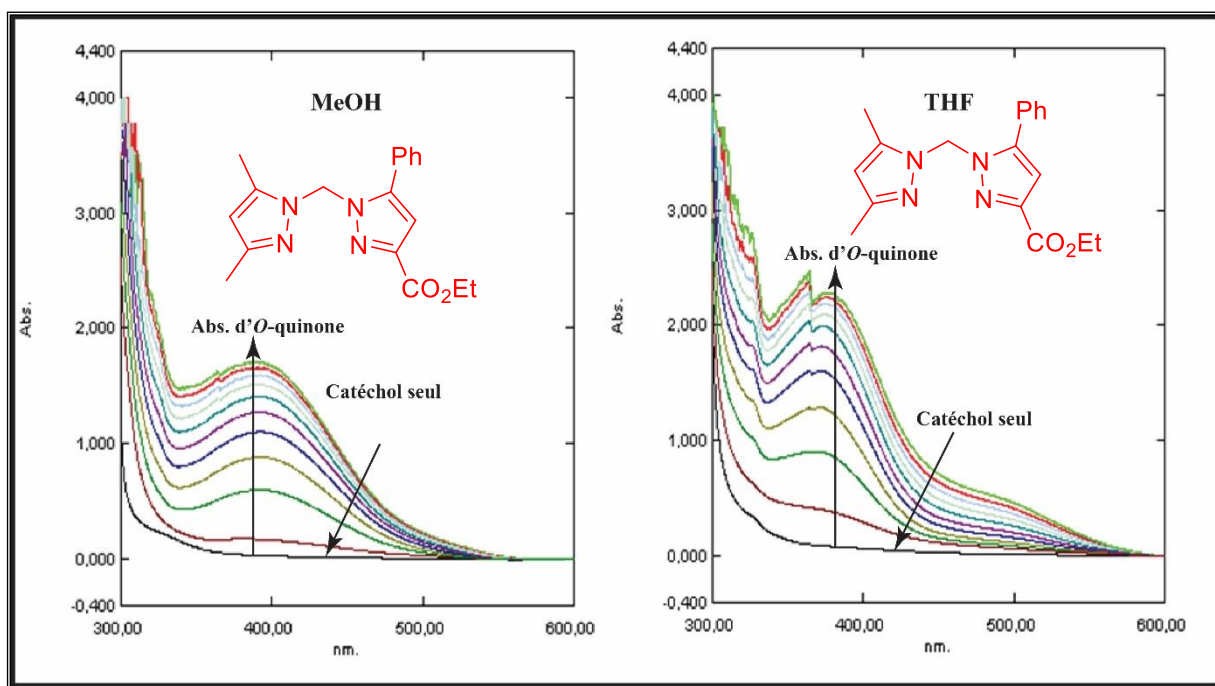 4,400
4,000
3,000
2,000
1,000
0,000
-0,400
Abs.
300,00
400,00
500,00
600,00
nm.
MeOH
Ph
N
N
N
N
CO2Et
Abs. d'O-quinone
Catéchol seul
4,400
4,000
3,000
2,000
1,000
0,000
-0,400
Abs.
300,00
400,00
500,00
600,00
nm.
THF
Ph
N
N
N
N
CO2Et
Abs. d'O-quinone
Catéchol seul